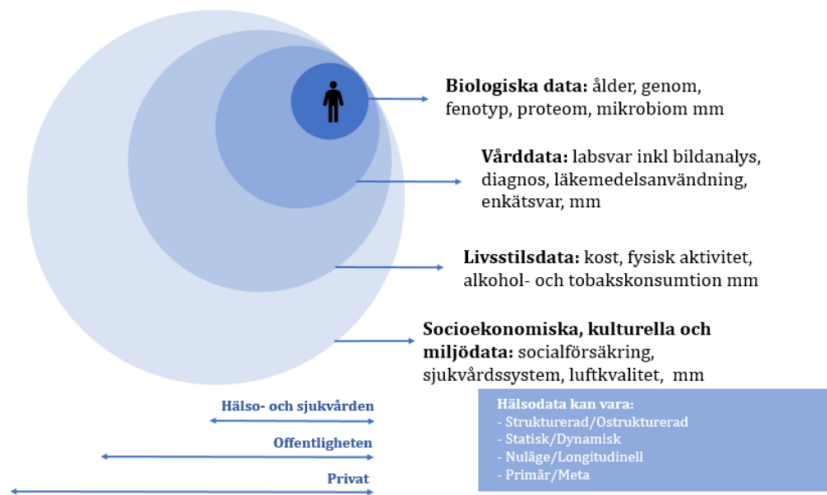 Biologiska data: ålder, genom,
fenotyp, proteom, mikrobiom mm
Vårddata: labsvar inkl bildanalys,
diagnos, läkemedelsanvändning,
enkätsvar, mm
Livsstilsdata: kost, fysisk aktivitet,
alkohol- och tobakskonsumtion mm
Socioekonomiska, kulturella och
miljödata: socialförsäkring,
sjukvårdssystem, luftkvalitet, mm
Hälso- och sjukvården
Offentligheten
Privat
Hälsodata kan vara:
- Strukturerad/Ostrukturerad
- Statisk/Dynamisk
- Nuläge/Longitudinell
- Primär/Meta